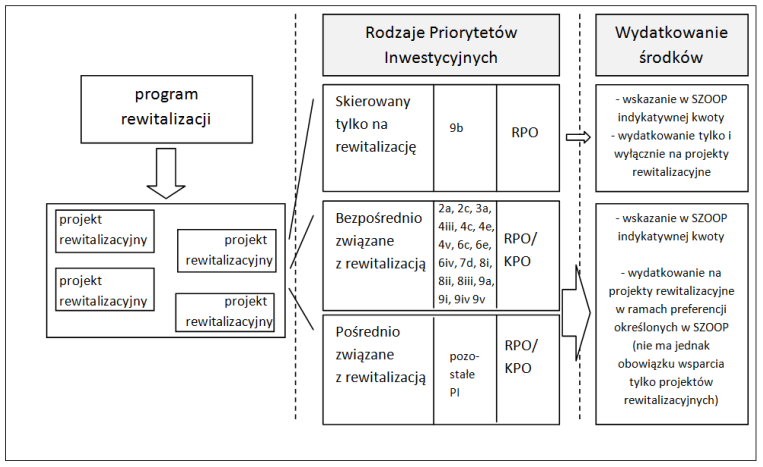 program
rewitalizacji
projekt
rewitalizacyjny
projekt
rewitalizacyjny
projekt
rewitalizacyjny
projekt
rewitalizacyjny
Rodzaje Priorytetów
Inwestycyjnych
Skierowany
tylko na
rewitalizację
9b
RPO
Bezpośrednio
związane
z rewitalizacją
2a, 2c, 3a,
4iii, 4c, 4e,
4v, 6c, 6e,
6iv, 7d, 8i,
8ii, 8iii, 9a,
9i, 9iv 9v
RPO/
KPO
Pośrednio
związane
z rewitalizacją
pozo-
stałe
PI
RPO/
KPO
Wydatkowanie
środków
- wskazanie w SZOOP
indykatywnej kwoty
- wydatkowanie tylko i
wyłącznie na projekty
rewitalizacyjne
- wskazanie w SZOOP
indykatywnej kwoty
- wydatkowanie na
projekty rewitalizacyjne
w ramach preferencji
określonych w SZOOP
(nie ma jednak
obowiązku wsparcia
tylko projektów
rewitalizacyjnych)